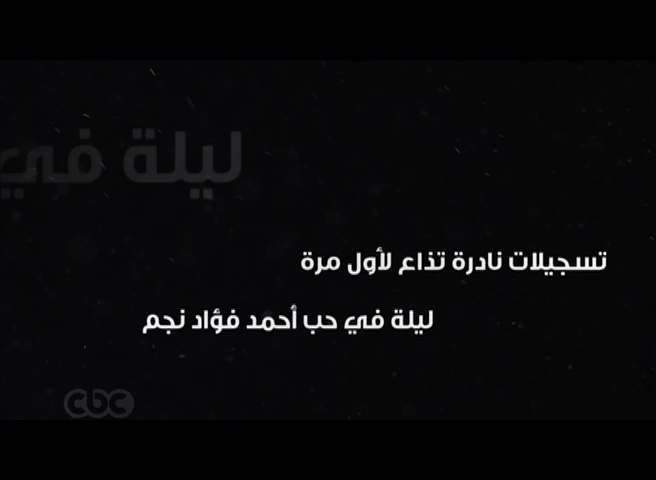 ليلة في
تسجيلات نادرة تذاع لأول مرة
ليلة في حب أحمد فؤاد نجم
cbc